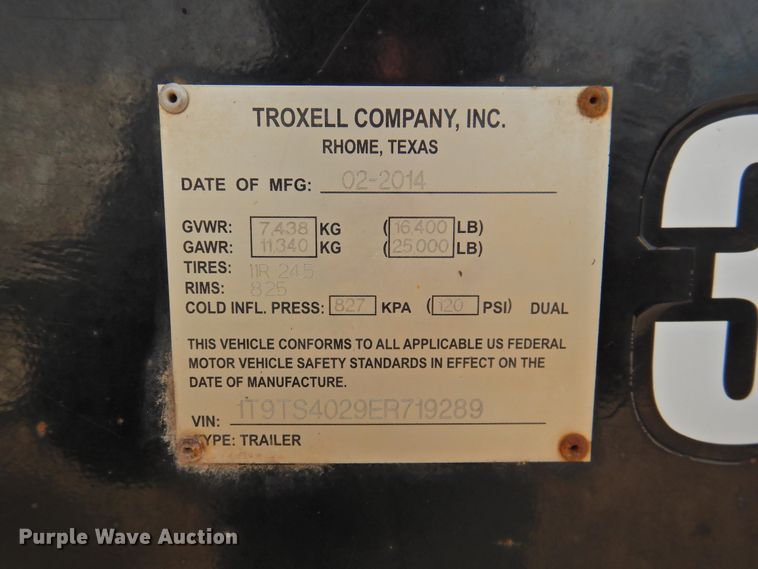 TROXELL COMPANY, INC.
RHOME, TEXAS
DATE OF MFG: 02-2014
GVWR: 7,438 KG (16,400 LB)
GAWR: 11,340 KG (25,000 LB)
TIRES: 11R 24.5
RIMS: 8.25
COLD INFL. PRESS: 827 KPA (120 PSI) DUAL
THIS VEHICLE CONFORMS TO ALL APPLICABLE US FEDERAL
MOTOR VEHICLE SAFETY STANDARDS IN EFFECT ON THE
DATE OF MANUFACTURE.
VIN: 1T9TS4029ER719289
TYPE: TRAILER
3
Purple Wave Auction